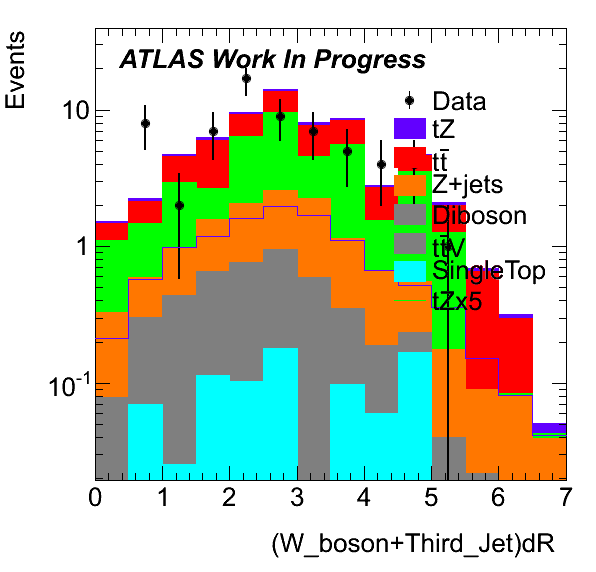 Events
ATLAS Work In Progress
Data
tZ
tt̄
Z+jets
Diboson
tt̄V
SingleTop
tZx5
10
1
10⁻¹
0 1 2 3 4 5 6 7
(W_boson+Third_Jet)dR